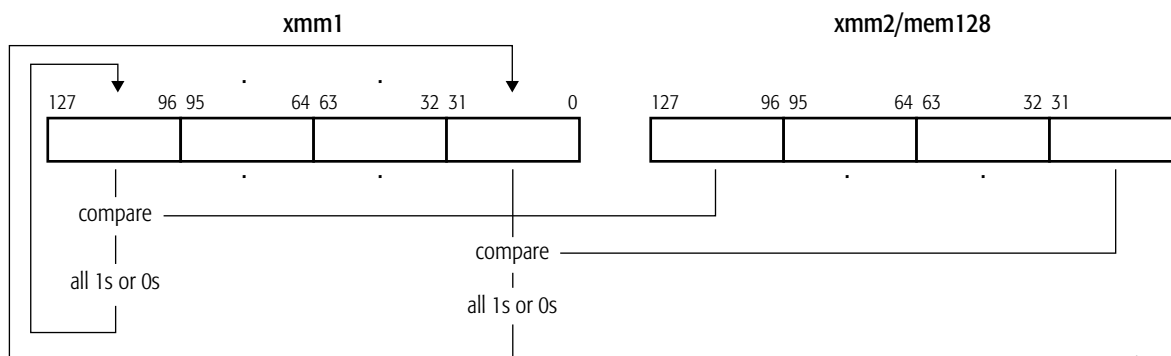 xmm1 xmm2/mem128
127 96 95 64 63 32 31 0 127 96 95 64 63 32 31
compare
compare
all 1s or 0s
all 1s or 0s